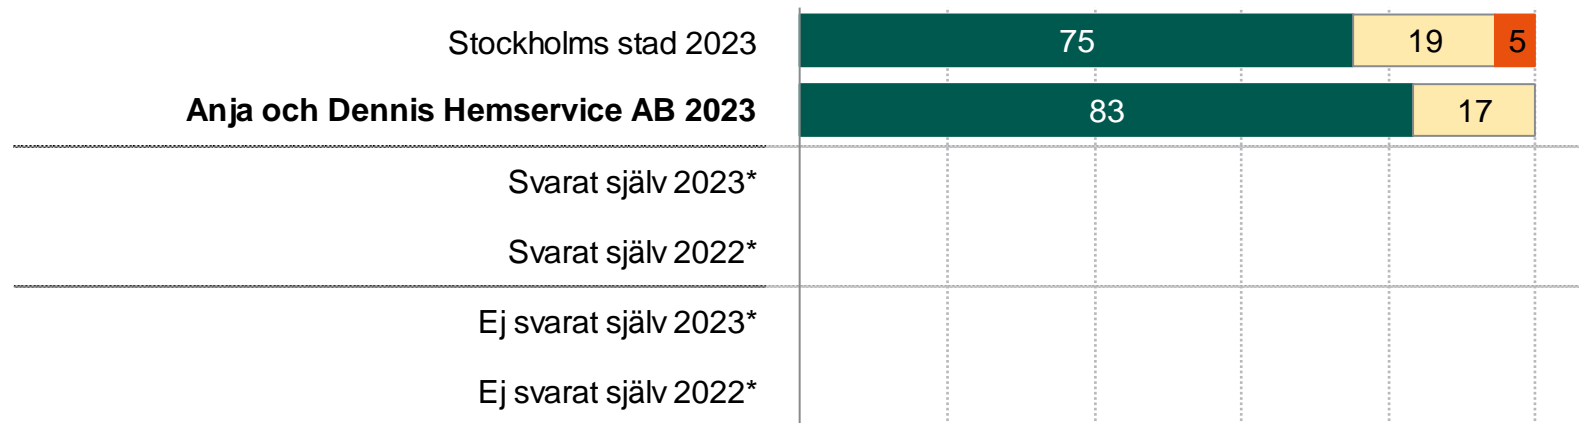 Stockholms stad 2023 75 19 5
Anja och Dennis Hemservice AB 2023 83 17
Svarat själv 2023*
Svarat själv 2022*
Ej svarat själv 2023*
Ej svarat själv 2022*